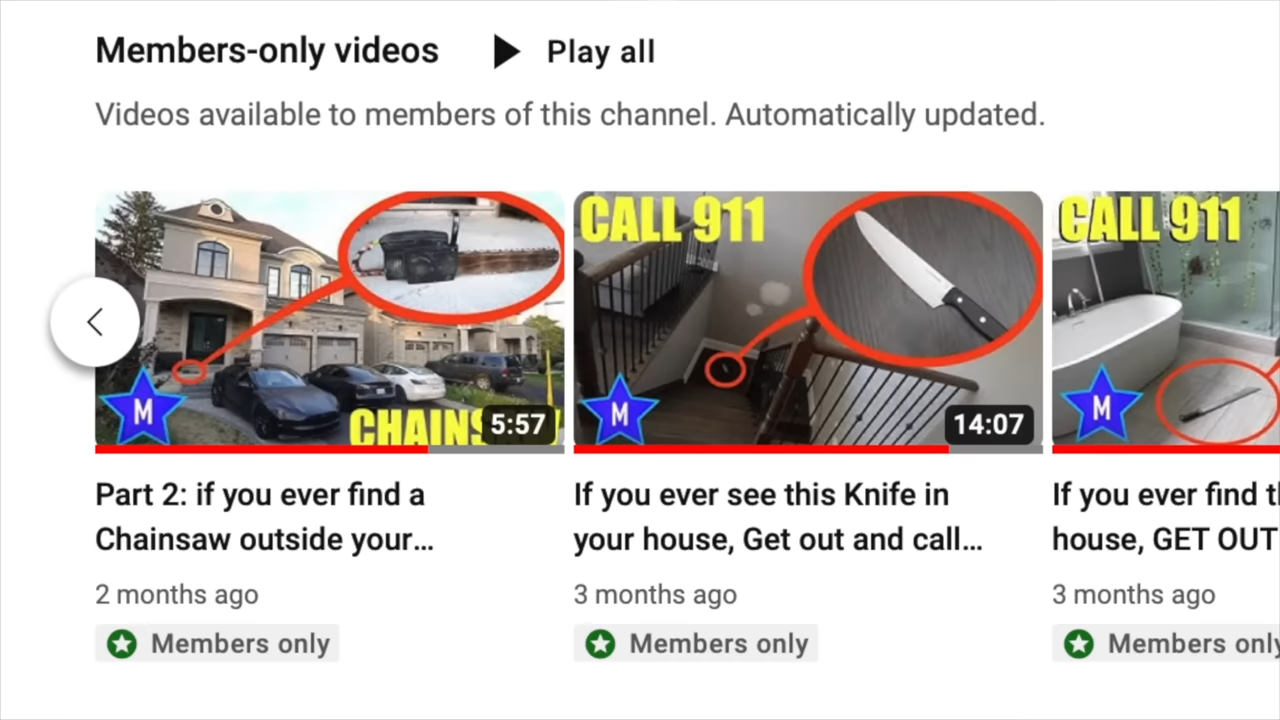 Members-only videos
Play all
Videos available to members of this channel. Automatically updated.
M
CHAINS
5:57
CALL 911
M
14:07
CALL 911
M
Part 2: if you ever find a
Chainsaw outside your...
2 months ago
Members only
If you ever see this Knife in
your house, Get out and call...
3 months ago
Members only
If you ever find
house, GET OUT
3 months ago
Members only